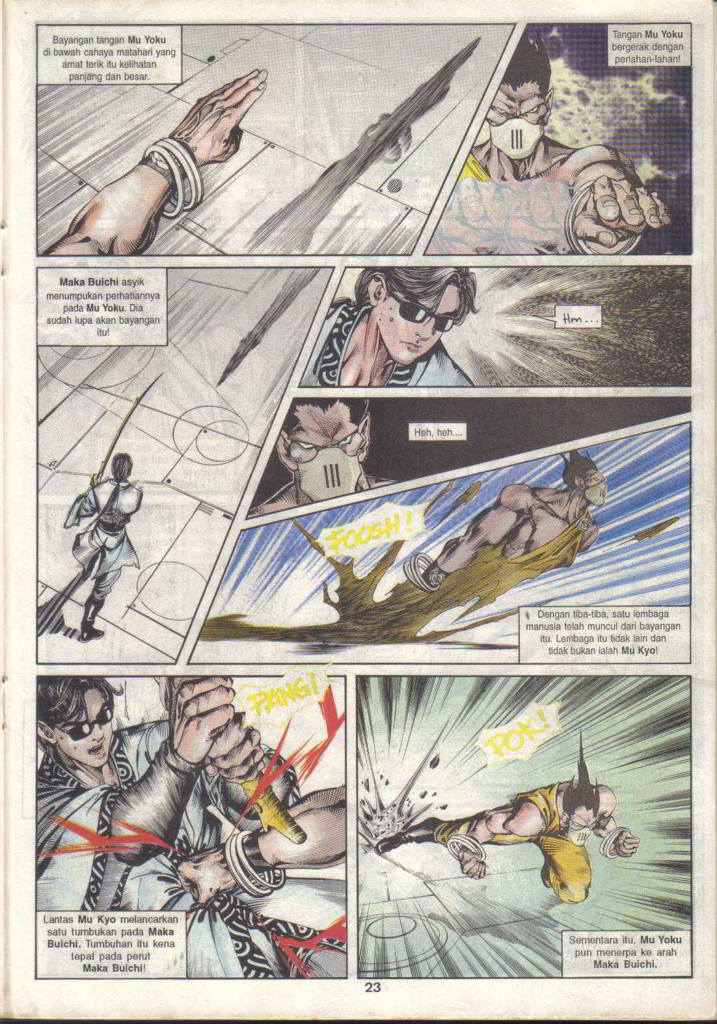 Bayangan tangan Mu Yoku
di bawah cahaya matahari yang
amat terik itu kelihatan
panjang dan besar.
Tangan Mu Yoku
bergerak dengan
perlahan-lahan!
Maka Buichi asyik
menumpukan perhatiannya
pada Mu Yoku. Dia
sudah lupa akan bayangan
itu!
Hm...
Heh, heh....
FOOSH!
Dengan tiba-tiba, satu lembaga
manusia telah muncul dari bayangan
itu. Lembaga itu tidak lain dan
tidak bukan ialah Mu Kyo!
PANG!
Lantas Mu Kyo melancarkan
satu tumbukan pada Maka
Buichi. Tumbuhan itu kena
tepat pada perut
Maka Buichi!
POK!
Sementara itu, Mu Yoku
pun menerpa ke arah
Maka Buichi.
23